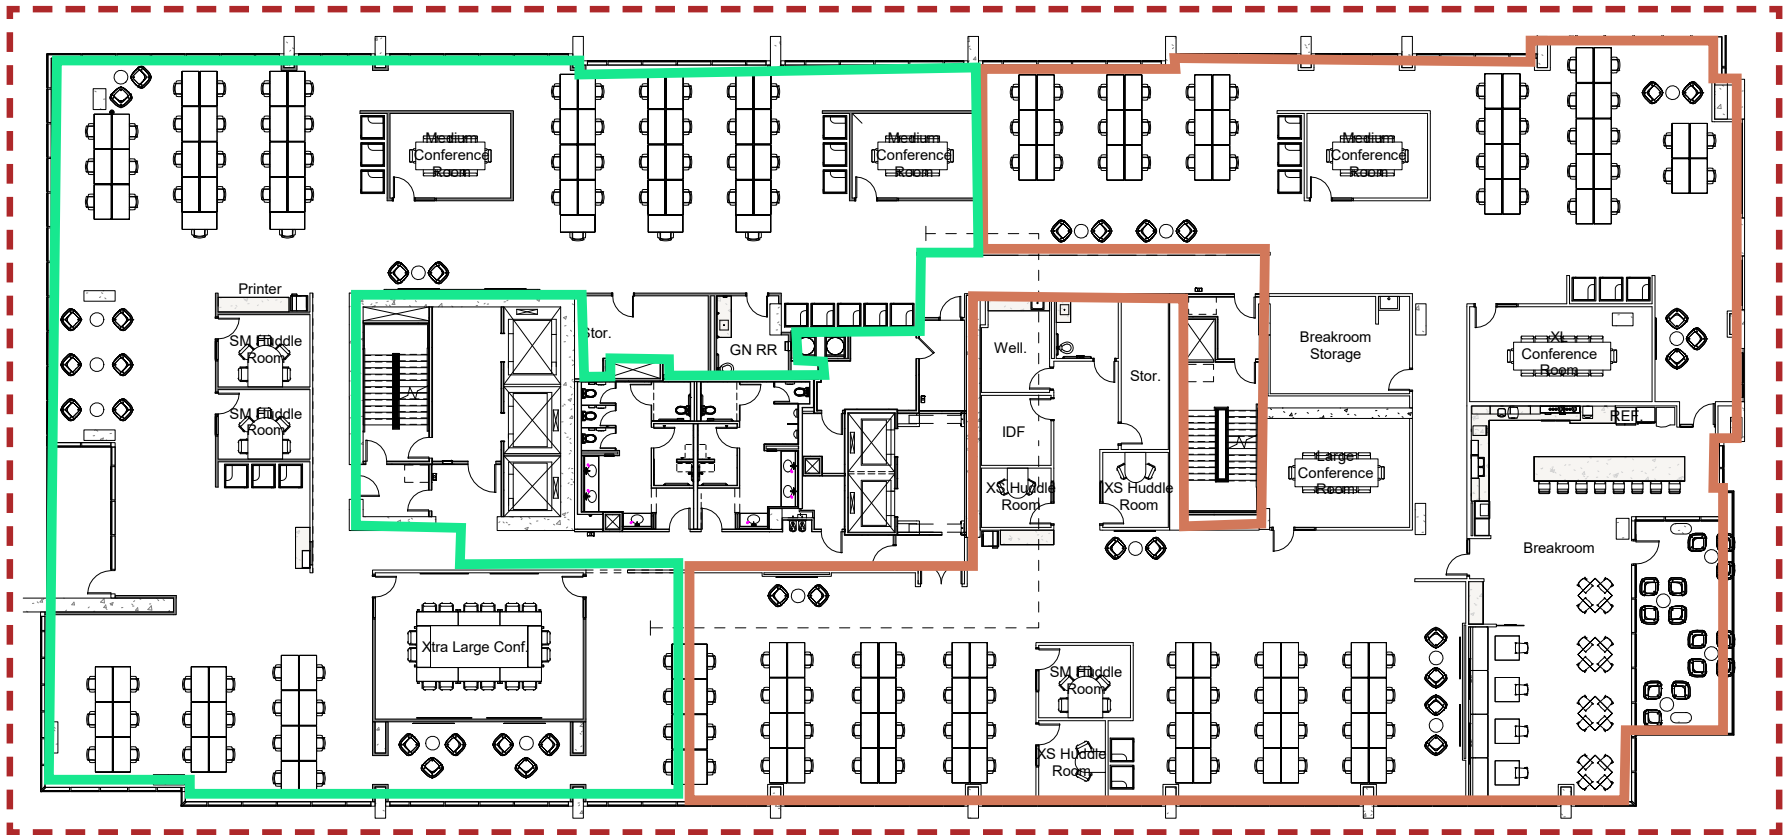 Medium
Conference
Room
Medium
Conference
Room
Medium
Conference
Room
Printer
SM Huddle
Room
SM Huddle
Room
Stor.
GN RR
Well.
Stor.
IDF
XS Huddle
Room
XS Huddle
Room
Breakroom
Storage
XL
Conference
Room
REF
Large
Conference
Room
Breakroom
Xtra Large Conf.
SM Huddle
Room
XS Huddle
Room